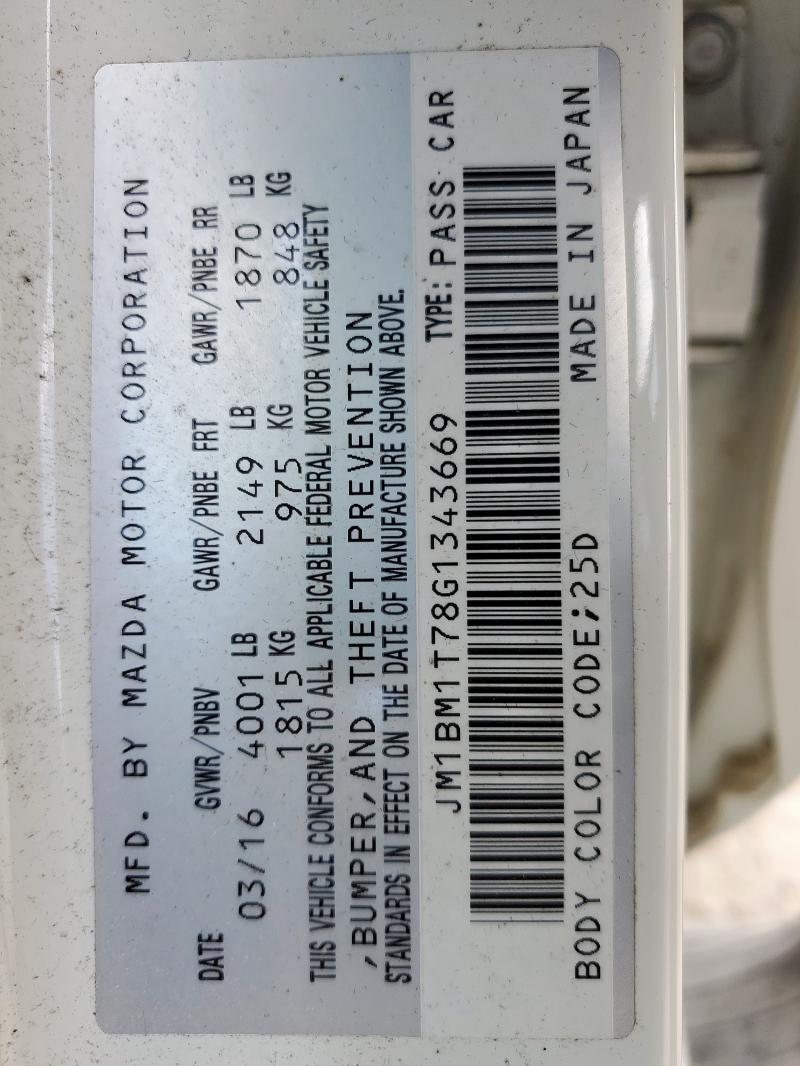 MFD. BY MAZDA MOTOR CORPORATION
DATE GVWR/PNBV GAWR/PNBE FRT GAWR/PNBE RR
03/16 4001 LB 2149 LB 1870 LB
1815 KG 975 KG 848 KG
THIS VEHICLE CONFORMS TO ALL APPLICABLE FEDERAL MOTOR VEHICLE SAFETY
,BUMPER,AND THEFT PREVENTION
STANDARDS IN EFFECT ON THE DATE OF MANUFACTURE SHOWN ABOVE.
JM1BM1T78G1343669 TYPE: PASS CAR
BODY COLOR CODE;25D MADE IN JAPAN